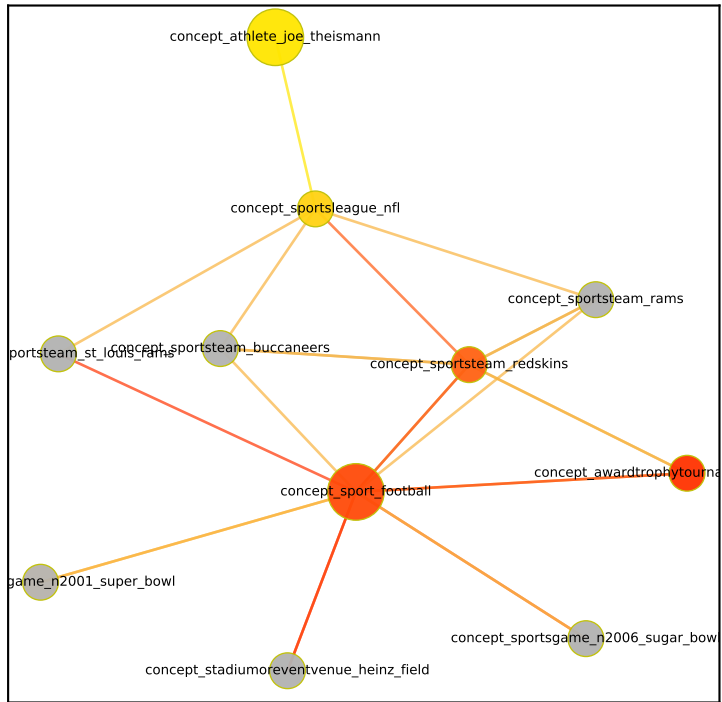 concept_athlete_joe_theismann
concept_sportsleague_nfl
concept_sportsteam_rams
concept_sportsteam_buccaneers
portsteam_st_louis_rams
concept_sportsteam_redskins
concept_awardtrophytourna
concept_sport_football
game_n2001_super_bowl
concept_sportsgame_n2006_sugar_bowl
concept_stadiumoreventvenue_heinz_field